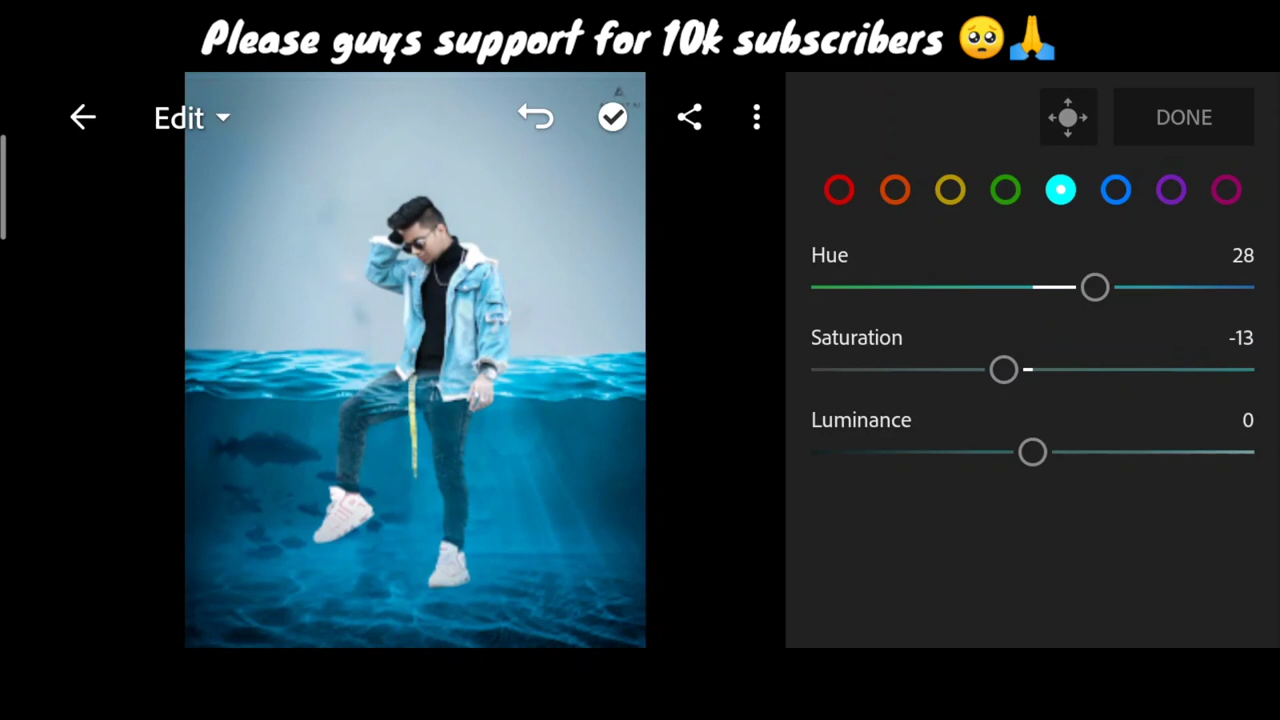 Please guys support for 10k subscribers 🥺🙏
Edit
DONE
Hue 28
Saturation -13
Luminance 0